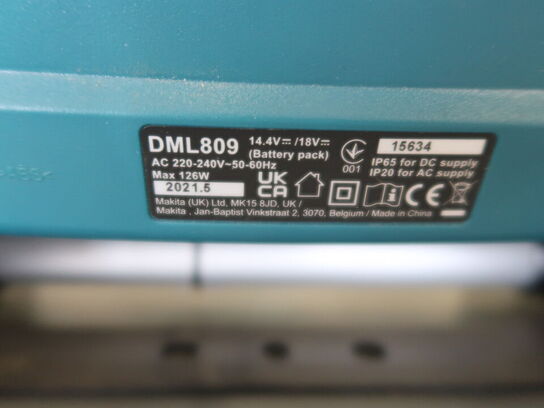 DML809 14.4V⎓/18V⎓ (Battery pack) 15634
AC 220-240V~50-60Hz 001 IP65 for DC supply
Max 126W IP20 for AC supply
2021.5 UK CA CE
Makita (UK) Ltd, MK15 8JD, UK /
Makita , Jan-Baptist Vinkstraat 2, 3070, Belgium / Made in China